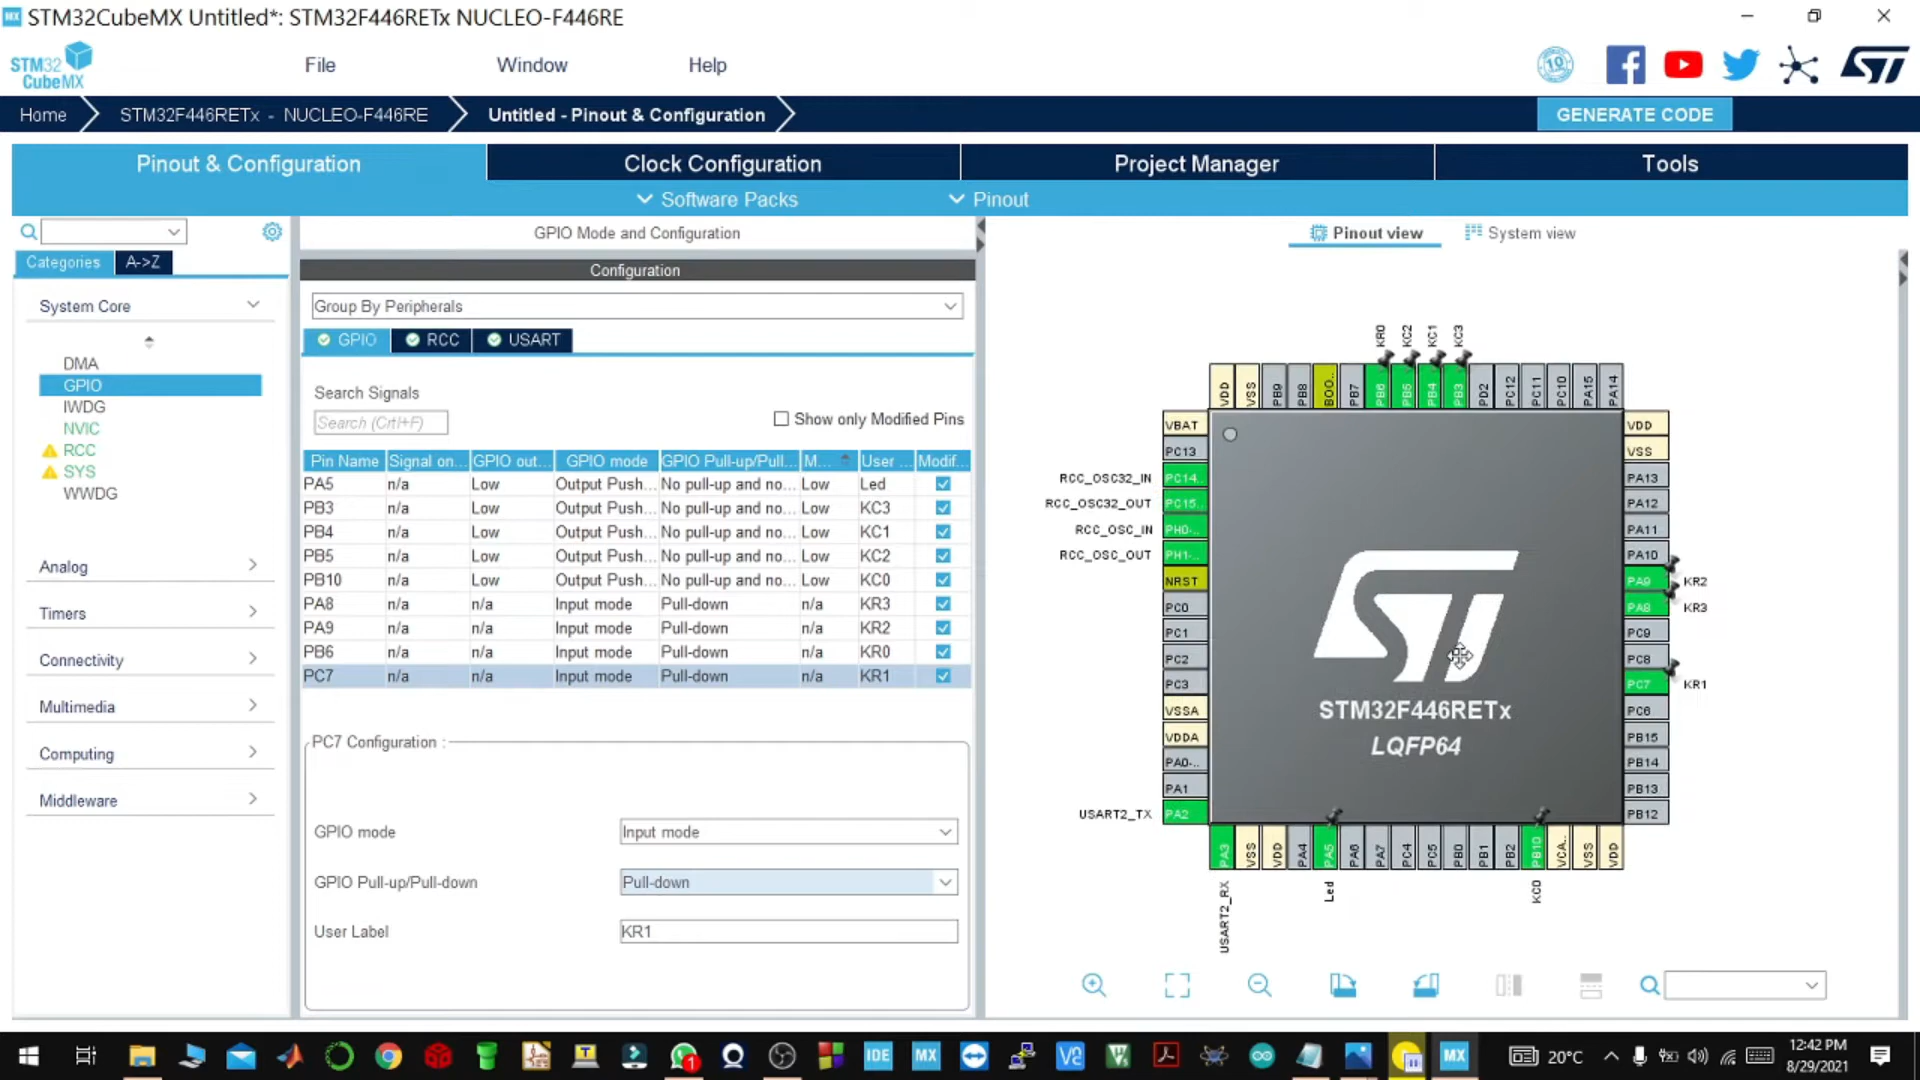 STM32CubeMX Untitled*: STM32F446RETx NUCLEO-F446RE
STM32 CubeMX
File
Window
Help
10
Home
STM32F446RETx - NUCLEO-F446RE
Untitled - Pinout & Configuration
GENERATE CODE
Pinout & Configuration
Clock Configuration
Project Manager
Tools
Software Packs
Pinout
Categories
A->Z
System Core
DMA
GPIO
IWDG
NVIC
RCC
SYS
WWDG
Analog
Timers
Connectivity
Multimedia
Computing
Middleware
GPIO Mode and Configuration
Configuration
Group By Peripherals
GPIO
RCC
USART
Search Signals
Search (Crtl+F)
Show only Modified Pins
Pin Name Signal on... GPIO out... GPIO mode GPIO Pull-up/Pull... M... User ... Modif...
PA5 n/a Low Output Push... No pull-up and no... Low Led
PB3 n/a Low Output Push... No pull-up and no... Low KC3
PB4 n/a Low Output Push... No pull-up and no... Low KC1
PB5 n/a Low Output Push... No pull-up and no... Low KC2
PB10 n/a Low Output Push... No pull-up and no... Low KC0
PA8 n/a n/a Input mode Pull-down n/a KR3
PA9 n/a n/a Input mode Pull-down n/a KR2
PB6 n/a n/a Input mode Pull-down n/a KR0
PC7 n/a n/a Input mode Pull-down n/a KR1
PC7 Configuration :
GPIO mode
Input mode
GPIO Pull-up/Pull-down
Pull-down
User Label
KR1
Pinout view
System view
KR0 KC2 KC1 KC3
VDD VSS PB9 PB8 BOO.. PB7 PB6 PB5 PB4 PB3 PD2 PC12 PC11 PC10 PA15 PA14
VBAT
PC13
RCC_OSC32_IN PC14..
RCC_OSC32_OUT PC15..
RCC_OSC_IN PH0-..
RCC_OSC_OUT PH1-..
NRST
PC0
PC1
PC2
PC3
VSSA
VDDA
PA0-..
PA1
USART2_TX PA2
VDD
VSS
PA13
PA12
PA11
PA10
PA9 KR2
PA8 KR3
PC9
PC8
PC7 KR1
PC6
PB15
PB14
PB13
PB12
STM32F446RETx
LQFP64
PA3 VSS VDD PA4 PA5 PA6 PA7 PC4 PC5 PB0 PB1 PB2 PB10 VCA.. VSS VDD
USART2_RX
Led
KC0
IDE
MX
MX
20°C
12:42 PM
8/29/2021